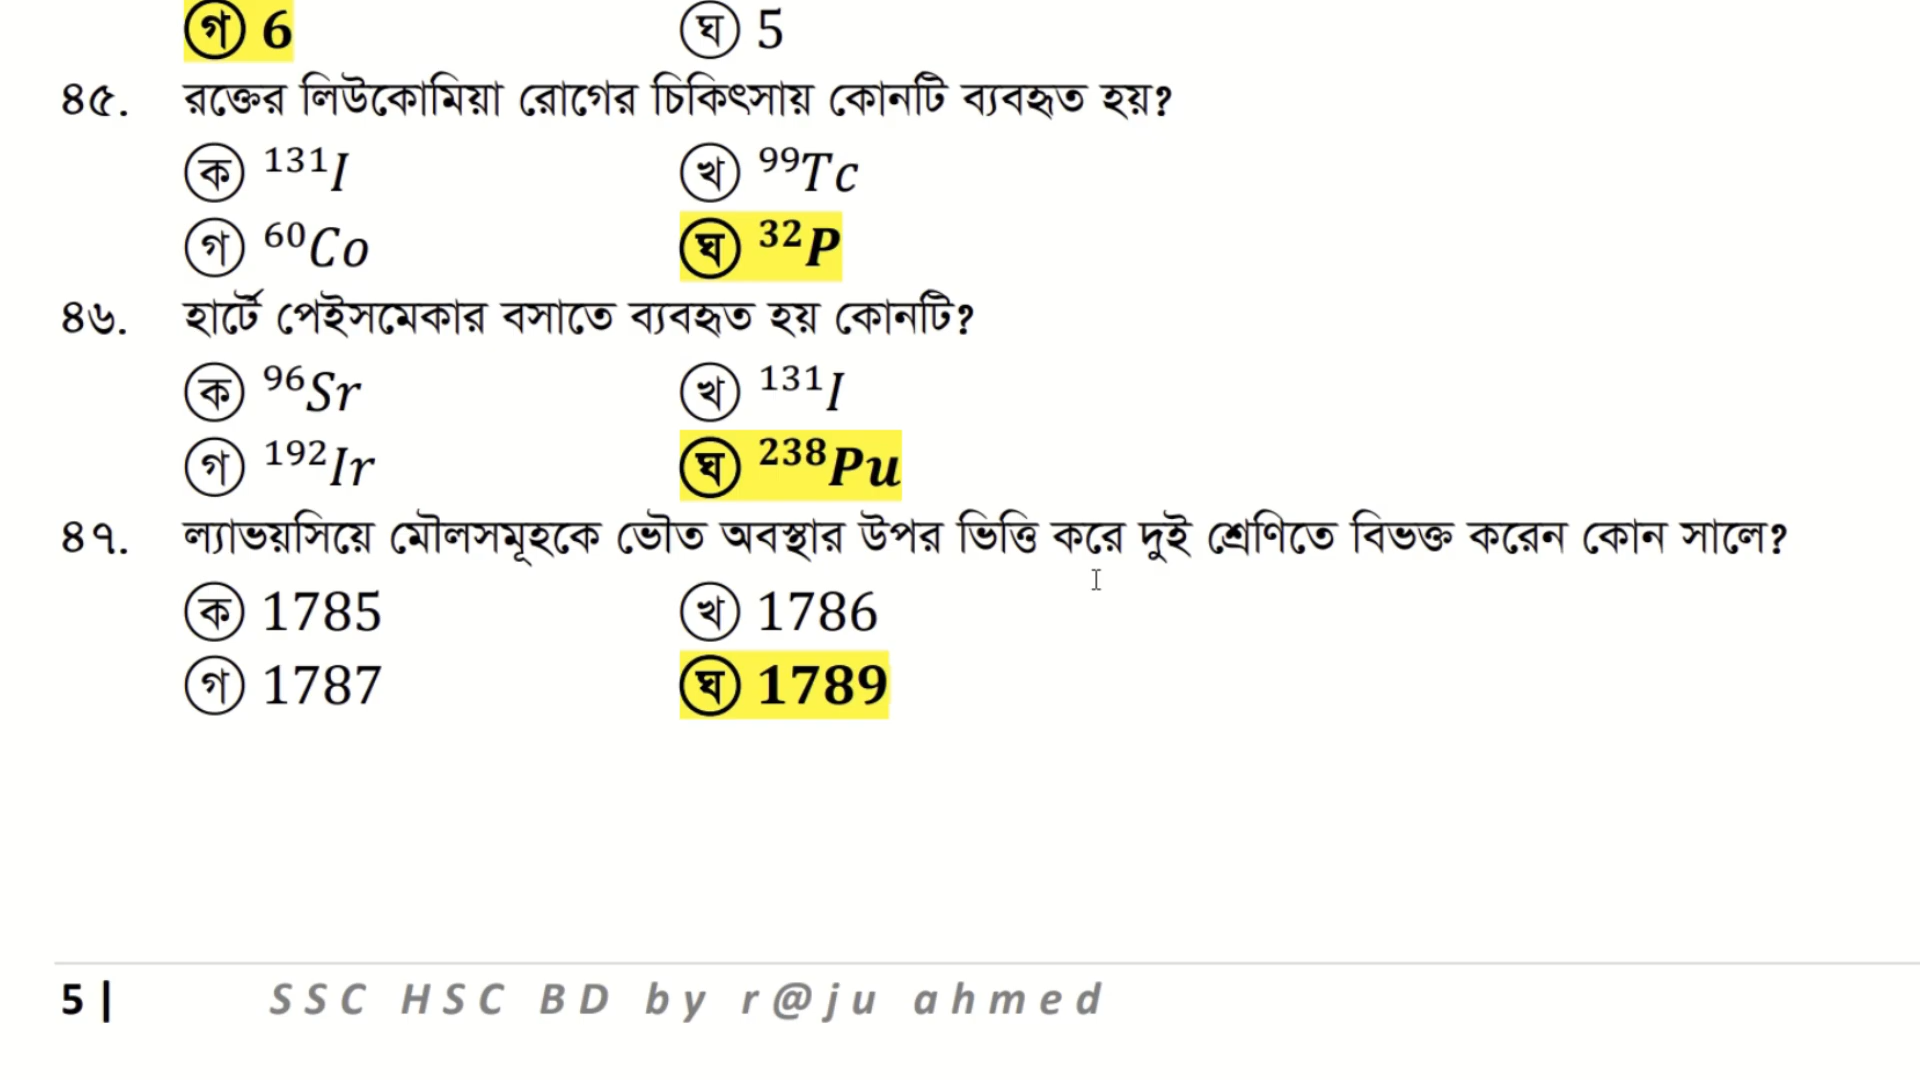 গ 6 ঘ 5
৪৫. রক্তের লিউকোমিয়া রোগের চিকিৎসায় কোনটি ব্যবহৃত হয়?
ক ¹³¹I খ ⁹⁹Tc
গ ⁶⁰Co ঘ ³²P
৪৬. হার্টে পেইসমেকার বসাতে ব্যবহৃত হয় কোনটি?
ক ⁹⁶Sr খ ¹³¹I
গ ¹⁹²Ir ঘ ²³⁸Pu
৪৭. ল্যাভয়সিয়ে মৌলসমূহকে ভৌত অবস্থার উপর ভিত্তি করে দুই শ্রেণিতে বিভক্ত করেন কোন সালে?
ক 1785 খ 1786
গ 1787 ঘ 1789
5 | SSC HSC BD by r@ju ahmed